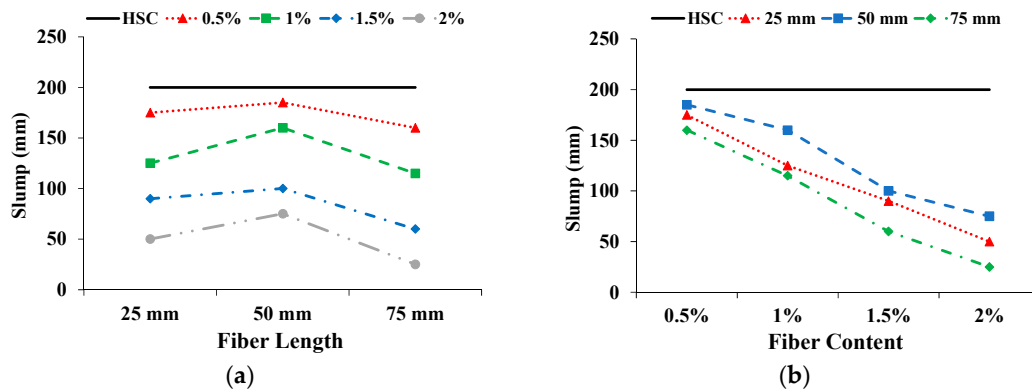 HSC 0.5% 1% 1.5% 2%
250
200
150
100
50
0
Slump (mm)
25 mm 50 mm 75 mm
Fiber Length
(a)
HSC 25 mm 50 mm 75 mm
250
200
150
100
50
0
Slump (mm)
0.5% 1% 1.5% 2%
Fiber Content
(b)